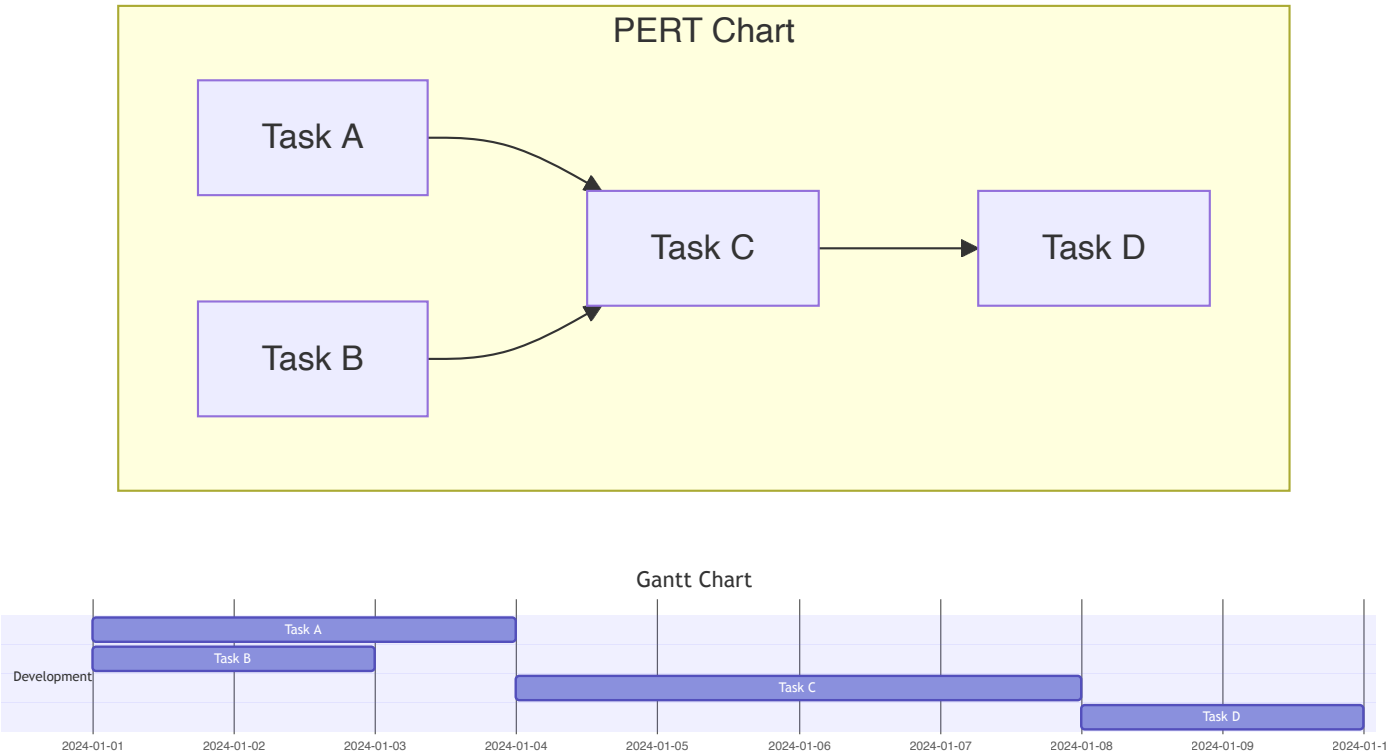 PERT Chart
Task A
Task B
Task C
Task D
Gantt Chart
Task A
Task B
Development
Task C
Task D
2024-01-01 2024-01-02 2024-01-03 2024-01-04 2024-01-05 2024-01-06 2024-01-07 2024-01-08 2024-01-09